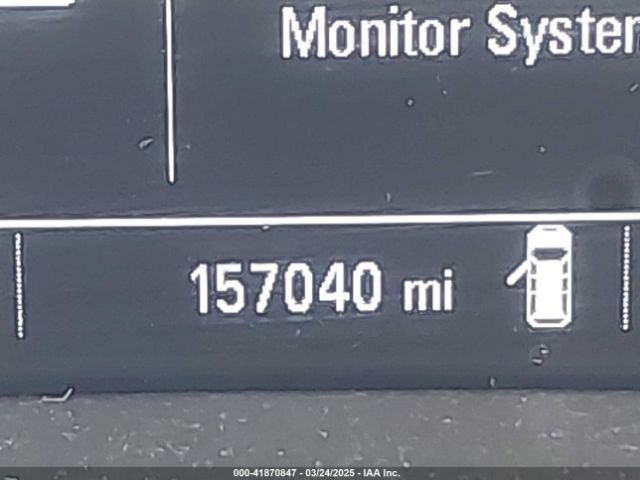 Monitor System
157040 mi
000-41870847 - 03/24/2025 - IAA Inc.